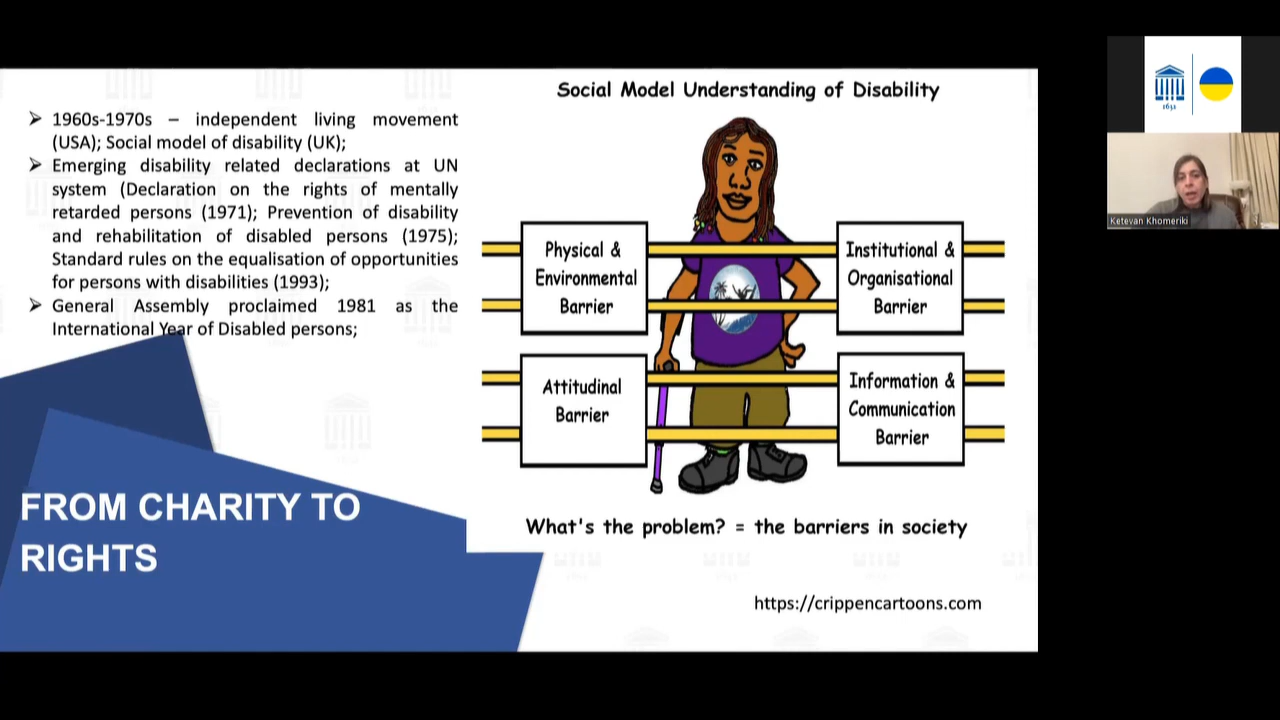 ➢ 1960s-1970s – independent living movement
(USA); Social model of disability (UK);
➢ Emerging disability related declarations at UN
system (Declaration on the rights of mentally
retarded persons (1971); Prevention of disability
and rehabilitation of disabled persons (1975);
Standard rules on the equalisation of opportunities
for persons with disabilities (1993);
➢ General Assembly proclaimed 1981 as the
International Year of Disabled persons;
FROM CHARITY TO
RIGHTS
Social Model Understanding of Disability
Physical &
Environmental
Barrier
Institutional &
Organisational
Barrier
Attitudinal
Barrier
Information &
Communication
Barrier
What's the problem? = the barriers in society
https://crippencartoons.com
1632
Ketevan Khomeriki